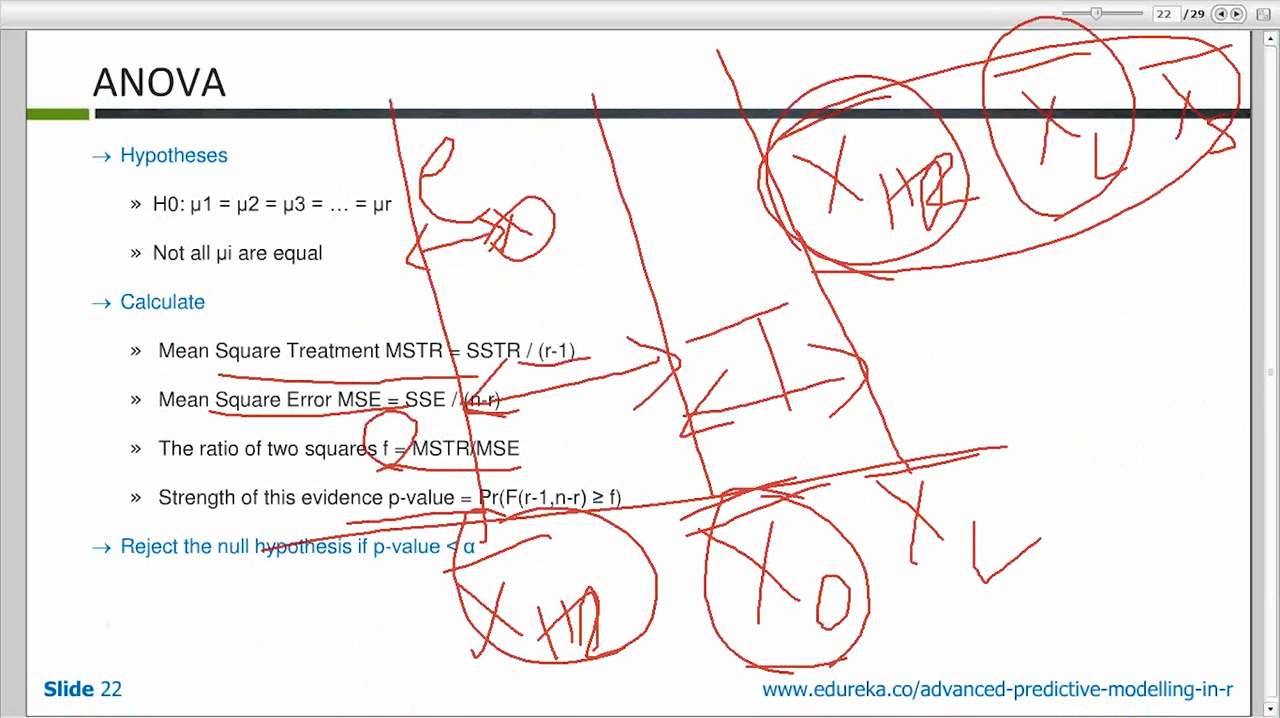 22 / 29
ANOVA
→ Hypotheses
» H0: µ1 = µ2 = µ3 = … = µr
» Not all µi are equal
→ Calculate
» Mean Square Treatment MSTR = SSTR / (r-1)
» Mean Square Error MSE = SSE / (n-r)
» The ratio of two squares f = MSTR/MSE
» Strength of this evidence p-value = Pr(F(r-1,n-r) ≥ f)
→ Reject the null hypothesis if p-value < α
X L
X S
X O
X L
Slide 22
www.edureka.co/advanced-predictive-modelling-in-r